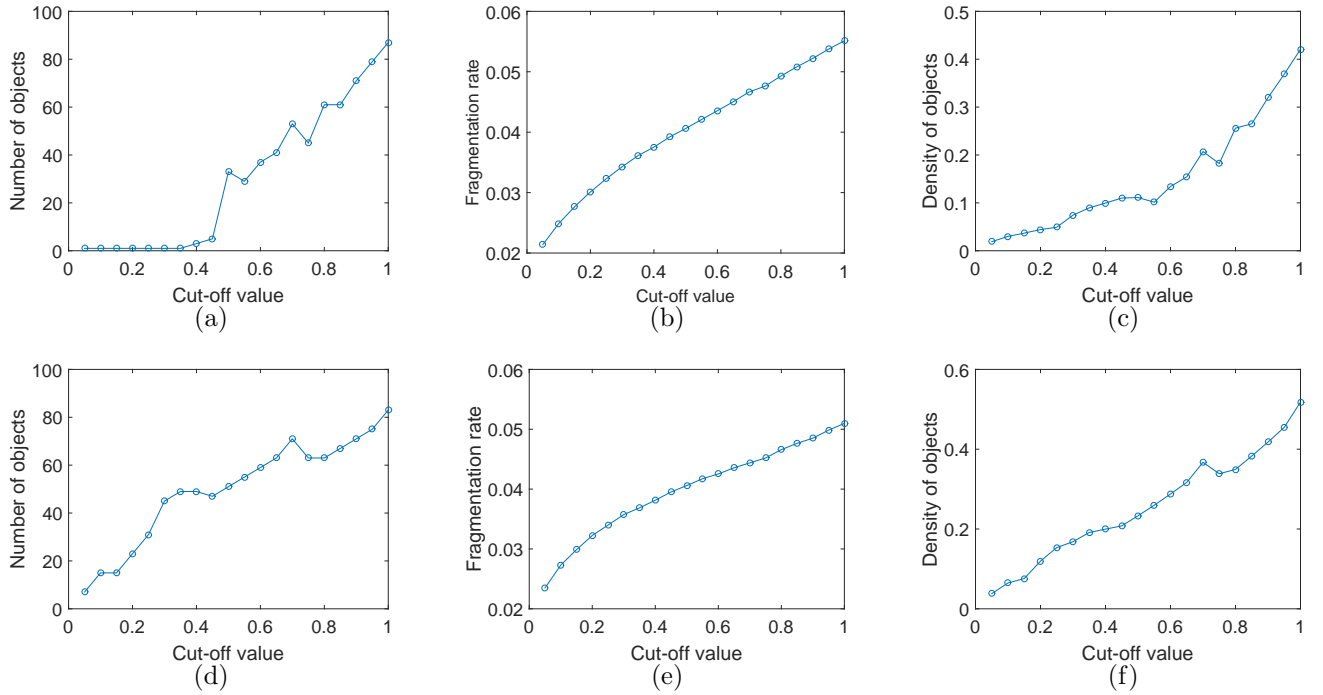 Number of objects
100
80
60
40
20
0
0 0.2 0.4 0.6 0.8 1
Cut-off value
(a)
Fragmentation rate
0.06
0.05
0.04
0.03
0.02
0 0.2 0.4 0.6 0.8 1
Cut-off value
(b)
Density of objects
0.5
0.4
0.3
0.2
0.1
0
0 0.2 0.4 0.6 0.8 1
Cut-off value
(c)
Number of objects
100
80
60
40
20
0
0 0.2 0.4 0.6 0.8 1
Cut-off value
(d)
Fragmentation rate
0.06
0.05
0.04
0.03
0.02
0 0.2 0.4 0.6 0.8 1
Cut-off value
(e)
Density of objects
0.6
0.4
0.2
0
0 0.2 0.4 0.6 0.8 1
Cut-off value
(f)